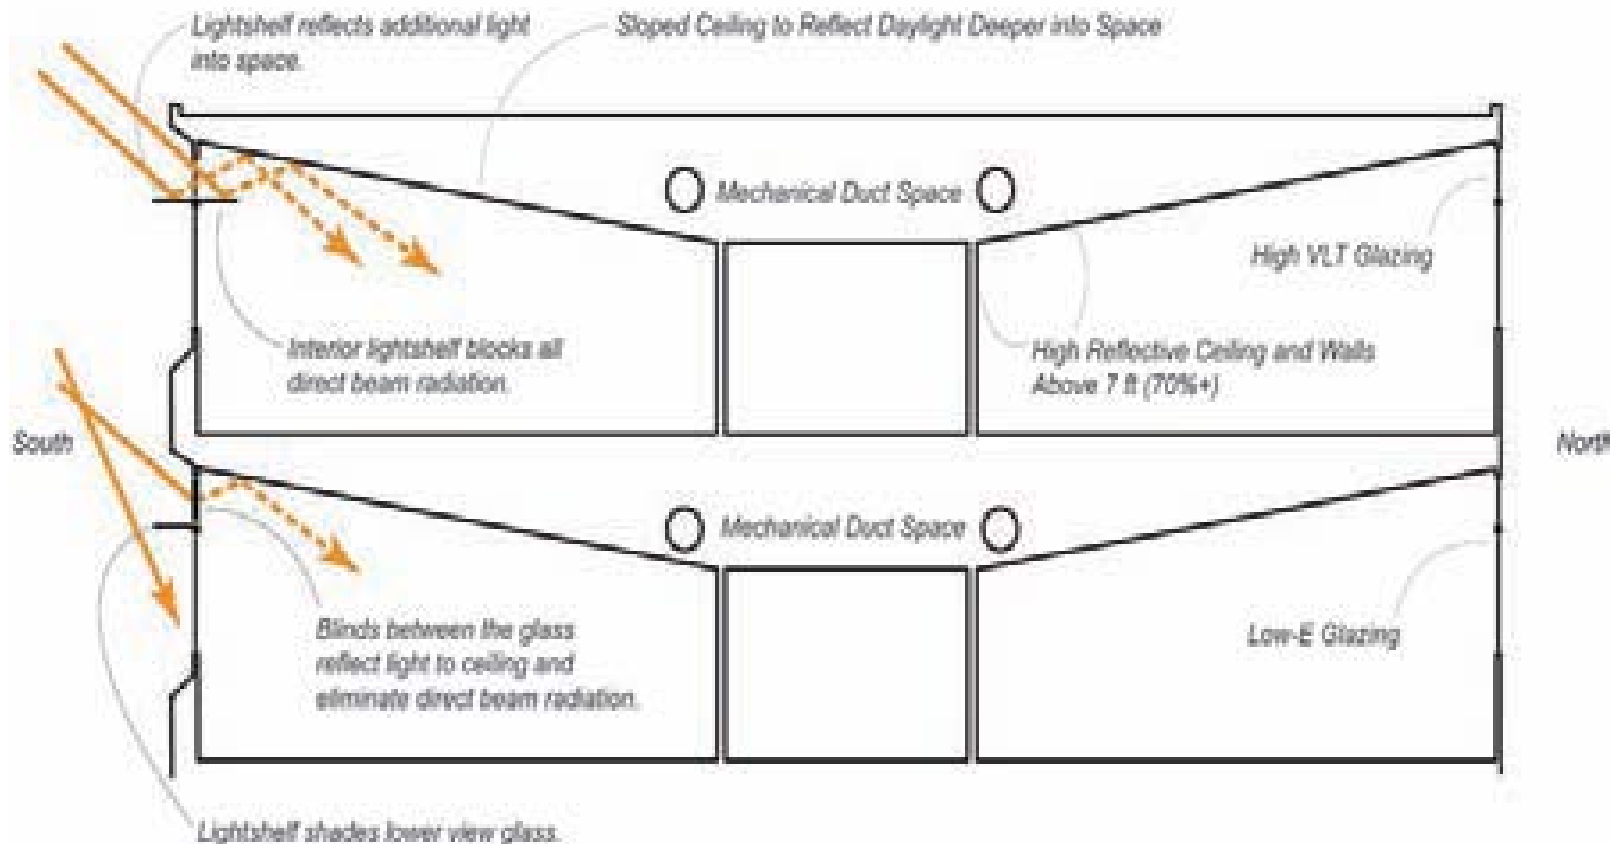 Lightshelf reflects additional light
into space.
Sloped Ceiling to Reflect Daylight Deeper into Space
Mechanical Duct Space
High VLT Glazing
Interior lightshelf blocks all
direct beam radiation.
High Reflective Ceiling and Walls
Above 7 ft (70%+)
South
North
Mechanical Duct Space
Blinds between the glass
reflect light to ceiling and
eliminate direct beam radiation.
Low-E Glazing
Lightshelf shades lower view glass.